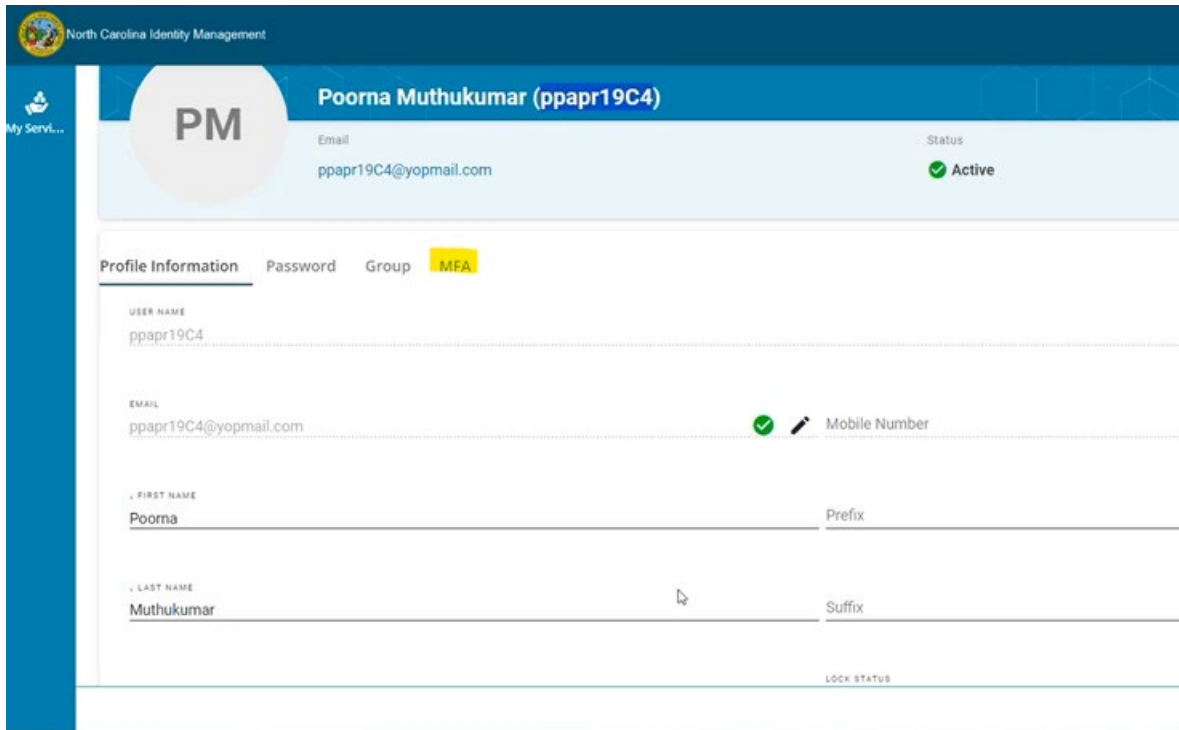 North Carolina Identity Management
My Servi...
PM
Poorna Muthukumar (ppapr19C4)
Email
Status
ppapr19C4@yopmail.com
Active
Profile Information Password Group MFA
USER NAME
ppapr19C4
EMAIL
ppapr19C4@yopmail.com
Mobile Number
FIRST NAME
Poorna
Prefix
LAST NAME
Muthukumar
Suffix
LOCK STATUS